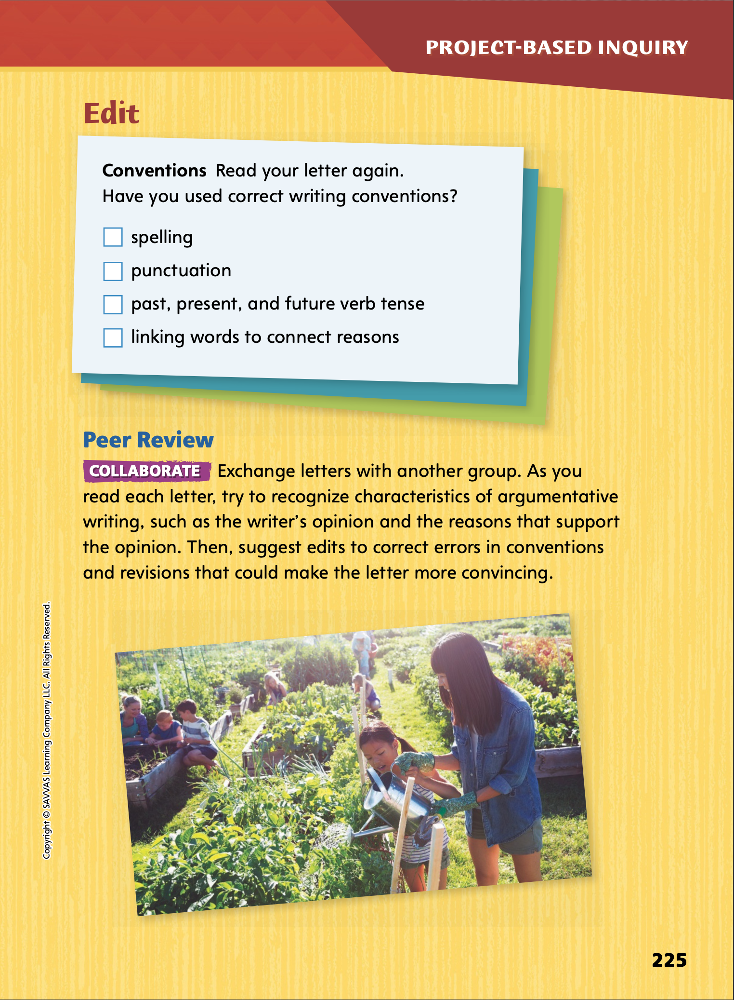 PROJECT-BASED INQUIRY
Edit
Conventions Read your letter again.
Have you used correct writing conventions?
spelling
punctuation
past, present, and future verb tense
linking words to connect reasons
Peer Review
COLLABORATE Exchange letters with another group. As you
read each letter, try to recognize characteristics of argumentative
writing, such as the writer's opinion and the reasons that support
the opinion. Then, suggest edits to correct errors in conventions
and revisions that could make the letter more convincing.
Copyright © SAVVAS Learning Company LLC. All Rights Reserved.
225